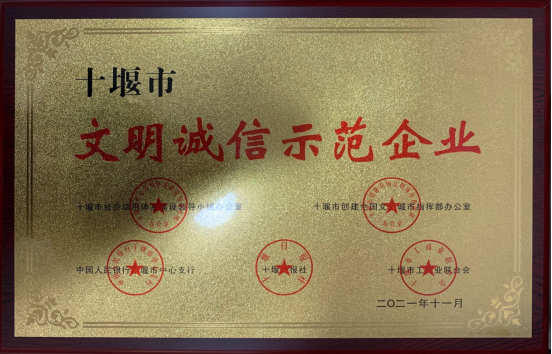 十堰市
文明诚信示范企业
十堰市社会信用体系建设领导小组办公室 十堰市创建全国文明城市指挥部办公室
中国人民银行十堰市中心支行 十堰日报社 十堰市工商业联合会
二〇二一年十一月